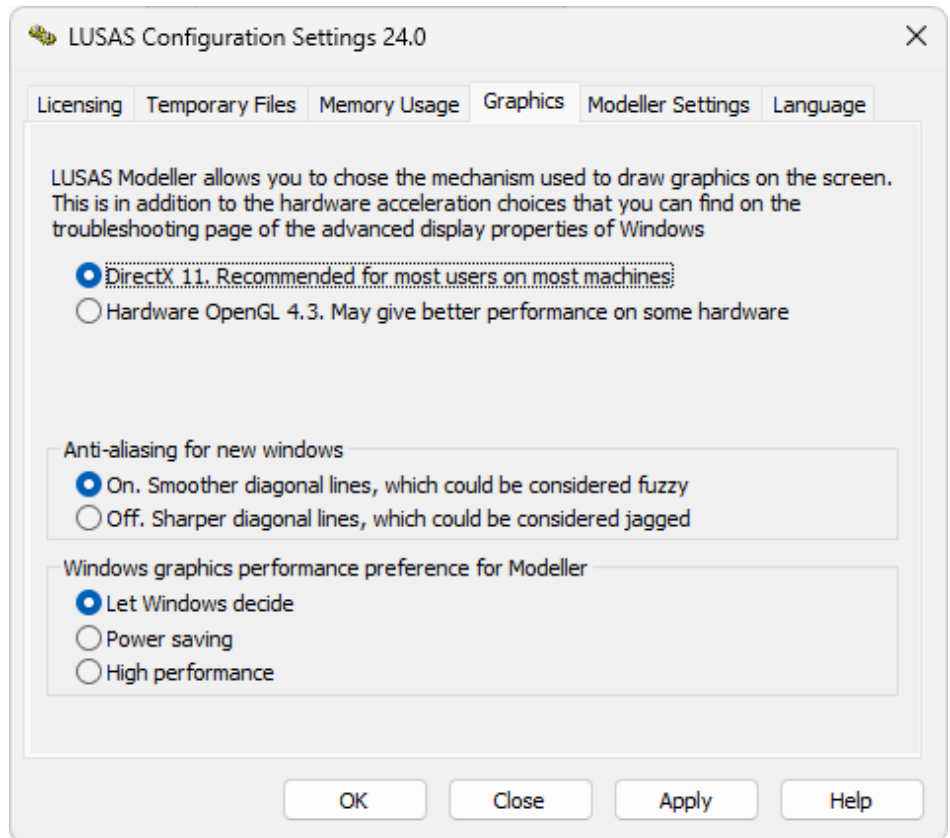 LUSAS Configuration Settings 24.0
Licensing Temporary Files Memory Usage Graphics Modeller Settings Language
LUSAS Modeller allows you to chose the mechanism used to draw graphics on the screen.
This is in addition to the hardware acceleration choices that you can find on the
troubleshooting page of the advanced display properties of Windows
DirectX 11. Recommended for most users on most machines
Hardware OpenGL 4.3. May give better performance on some hardware
Anti-aliasing for new windows
On. Smoother diagonal lines, which could be considered fuzzy
Off. Sharper diagonal lines, which could be considered jagged
Windows graphics performance preference for Modeller
Let Windows decide
Power saving
High performance
OK Close Apply Help